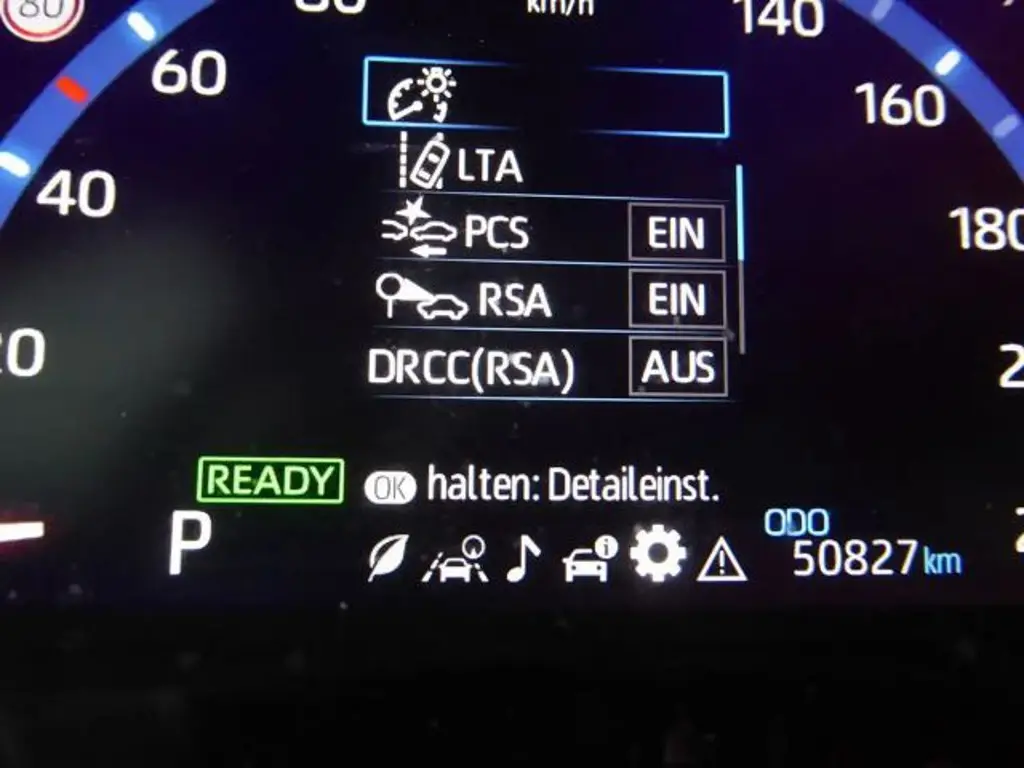 80
km/h
140
60
160
40
LTA
PCS EIN
180
RSA EIN
DRCC(RSA) AUS
READY
OK halten: Detaileinst.
P
ODO
50827 km